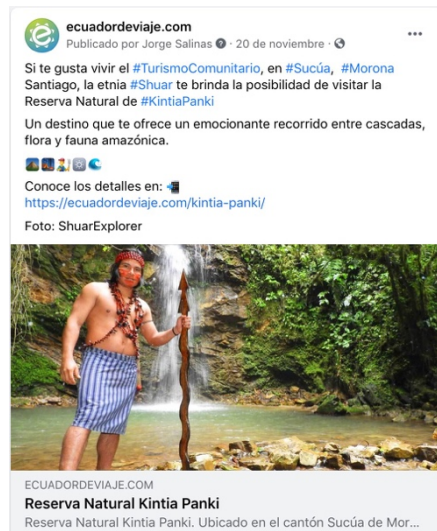 ecuadordeviaje.com
Publicado por Jorge Salinas · 20 de noviembre ·
Si te gusta vivir el #TurismoComunitario, en #Sucúa, #Morona
Santiago, la etnia #Shuar te brinda la posibilidad de visitar la
Reserva Natural de #KintiaPanki
Un destino que te ofrece un emocionante recorrido entre cascadas,
flora y fauna amazónica.
Conoce los detalles en:
https://ecuadordeviaje.com/kintia-panki/
Foto: ShuarExplorer
ECUADORDEVIAJE.COM
Reserva Natural Kintia Panki
Reserva Natural Kintia Panki. Ubicado en el cantón Sucúa de Mor...